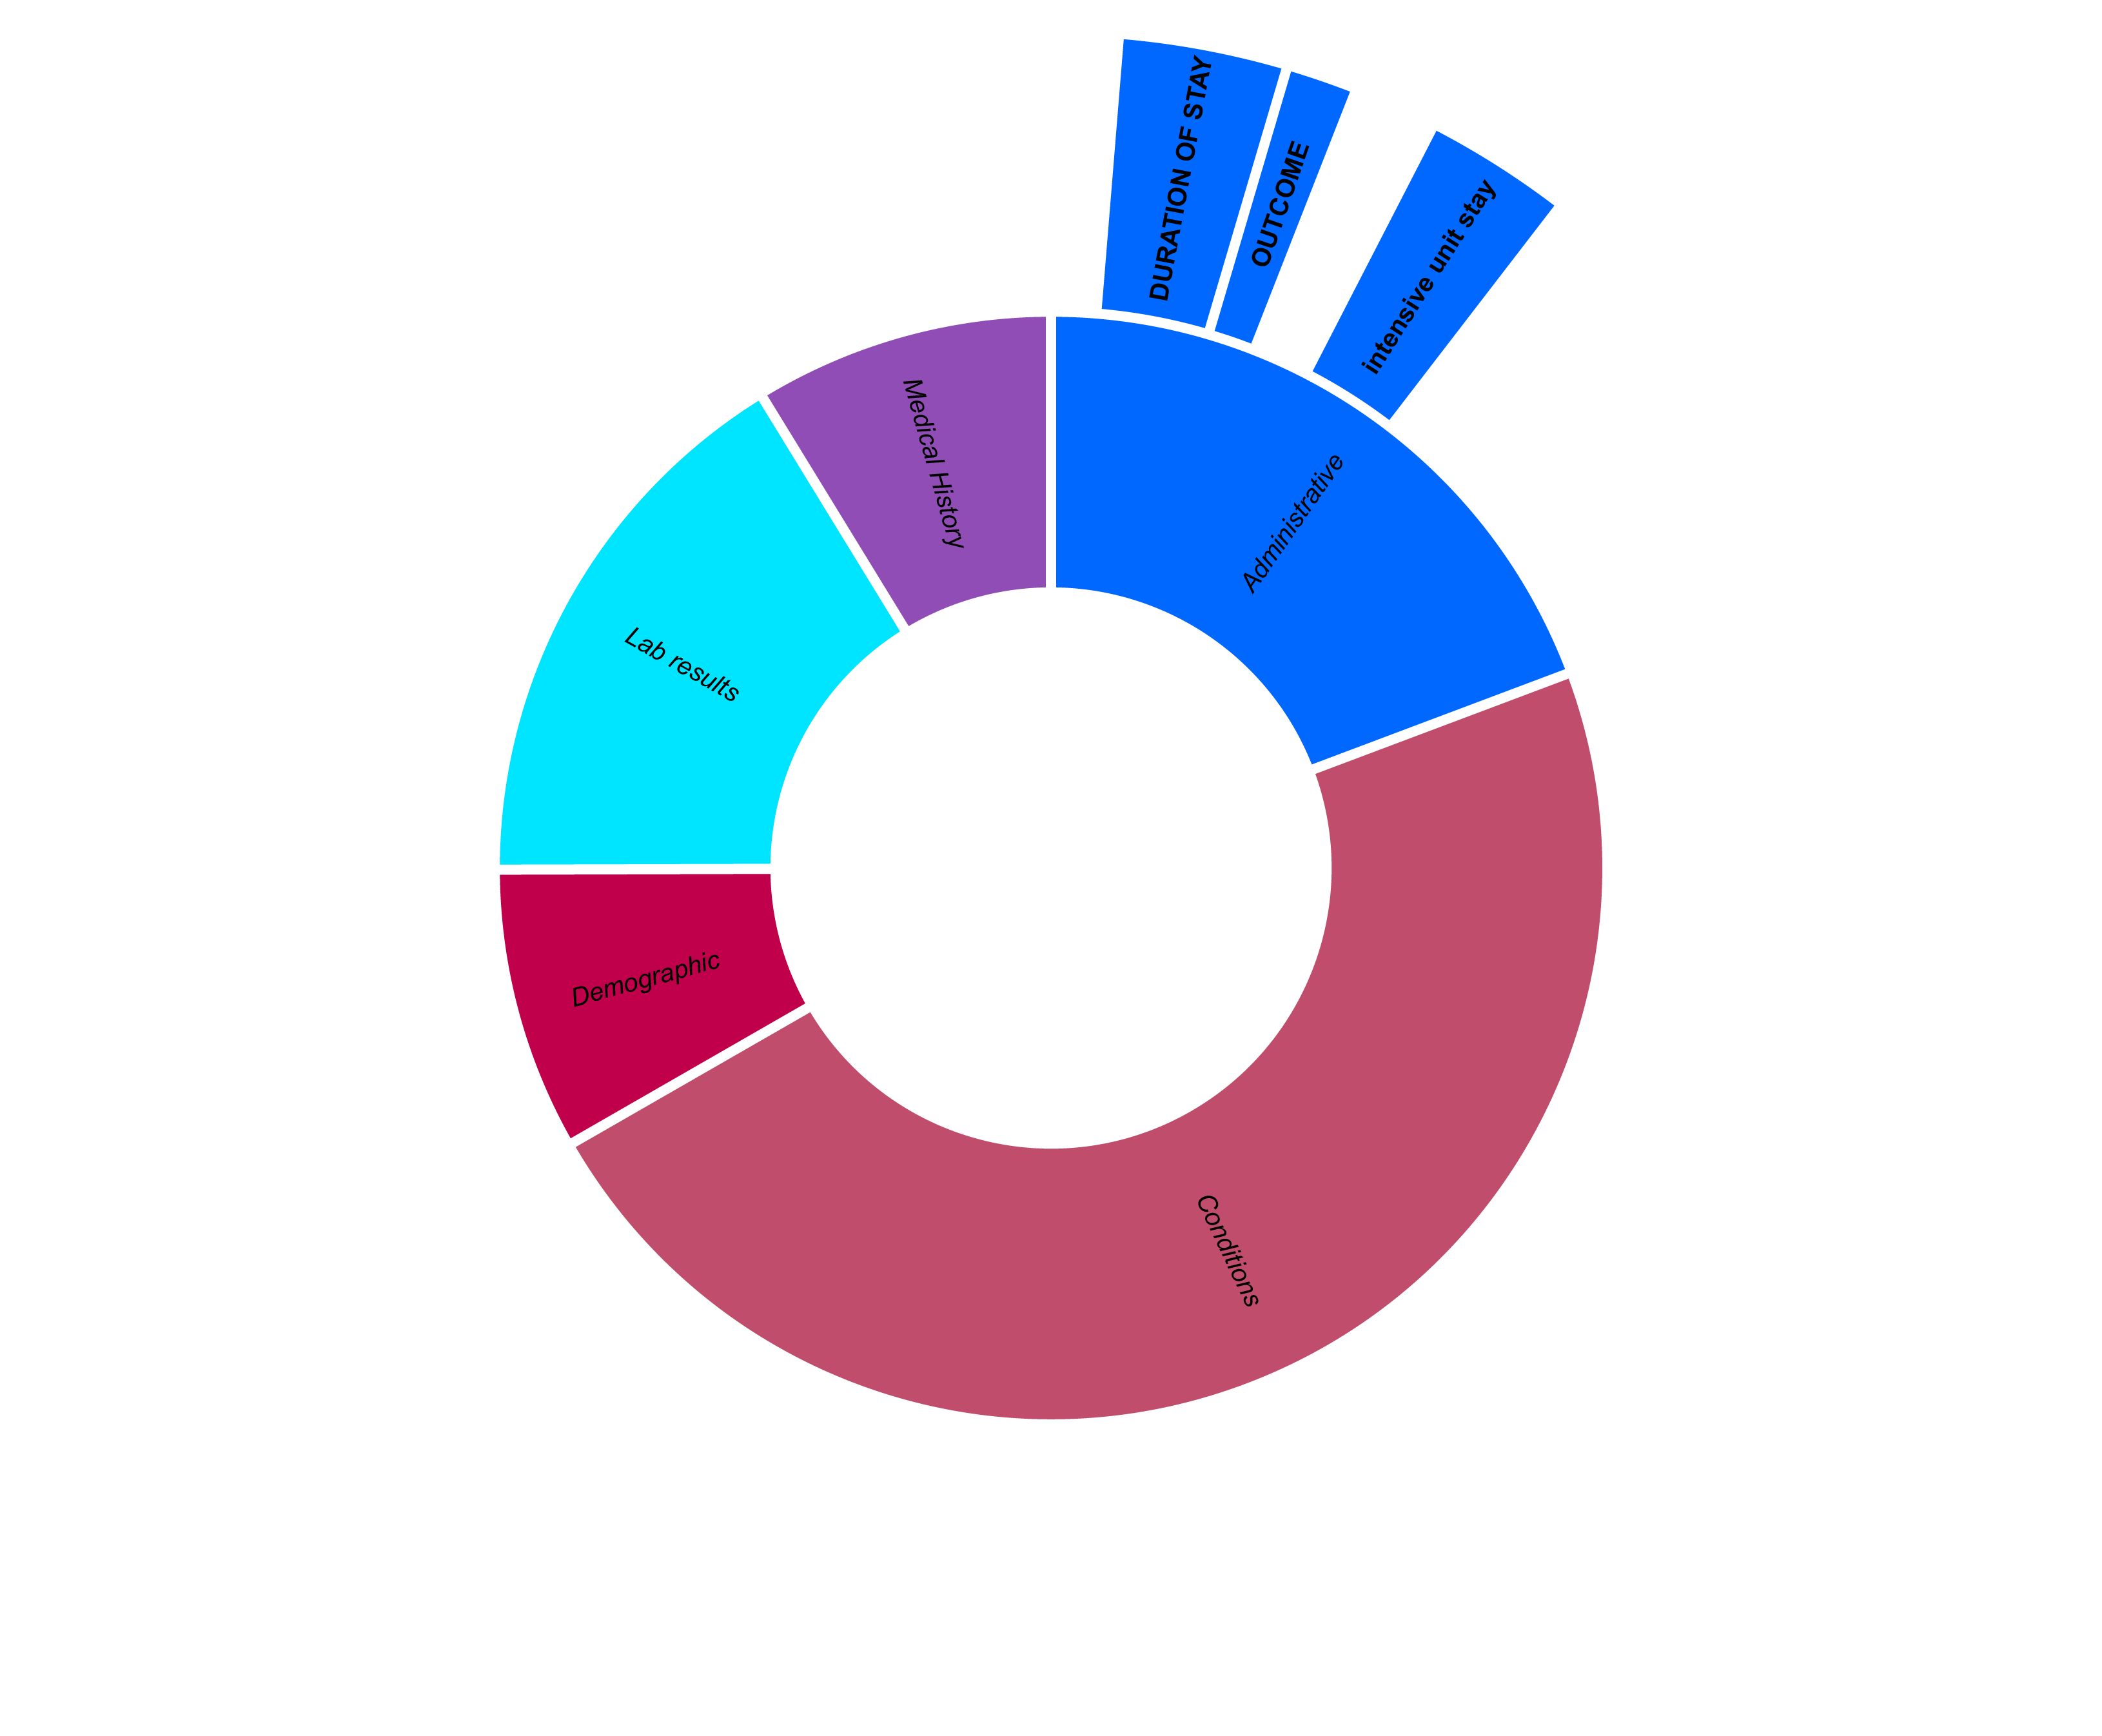 DURATION OF STAY
OUTCOME
intensive unit stay
Administrative
Medical History
Lab results
Demographic
Conditions